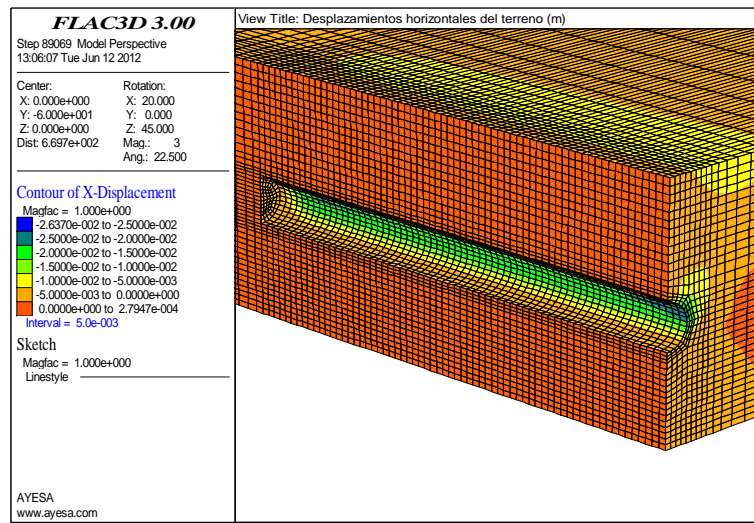 FLAC3D 3.00
Step 89069 Model Perspective
13:06:07 Tue Jun 12 2012
Center:
X: 0.000e+000
Y: -6.000e+001
Z: 0.000e+000
Dist: 6.697e+002
Rotation:
X: 20.000
Y: 0.000
Z: 45.000
Mag.: 3
Ang.: 22.500
Contour of X-Displacement
Magfac = 1.000e+000
-2.6370e-002 to -2.5000e-002
-2.5000e-002 to -2.0000e-002
-2.0000e-002 to -1.5000e-002
-1.5000e-002 to -1.0000e-002
-1.0000e-002 to -5.0000e-003
-5.0000e-003 to 0.0000e+000
0.0000e+000 to 2.7947e-004
Interval = 5.0e-003
Sketch
Magfac = 1.000e+000
Linestyle
AYESA
www.ayesa.com
View Title: Desplazamientos horizontales del terreno (m)